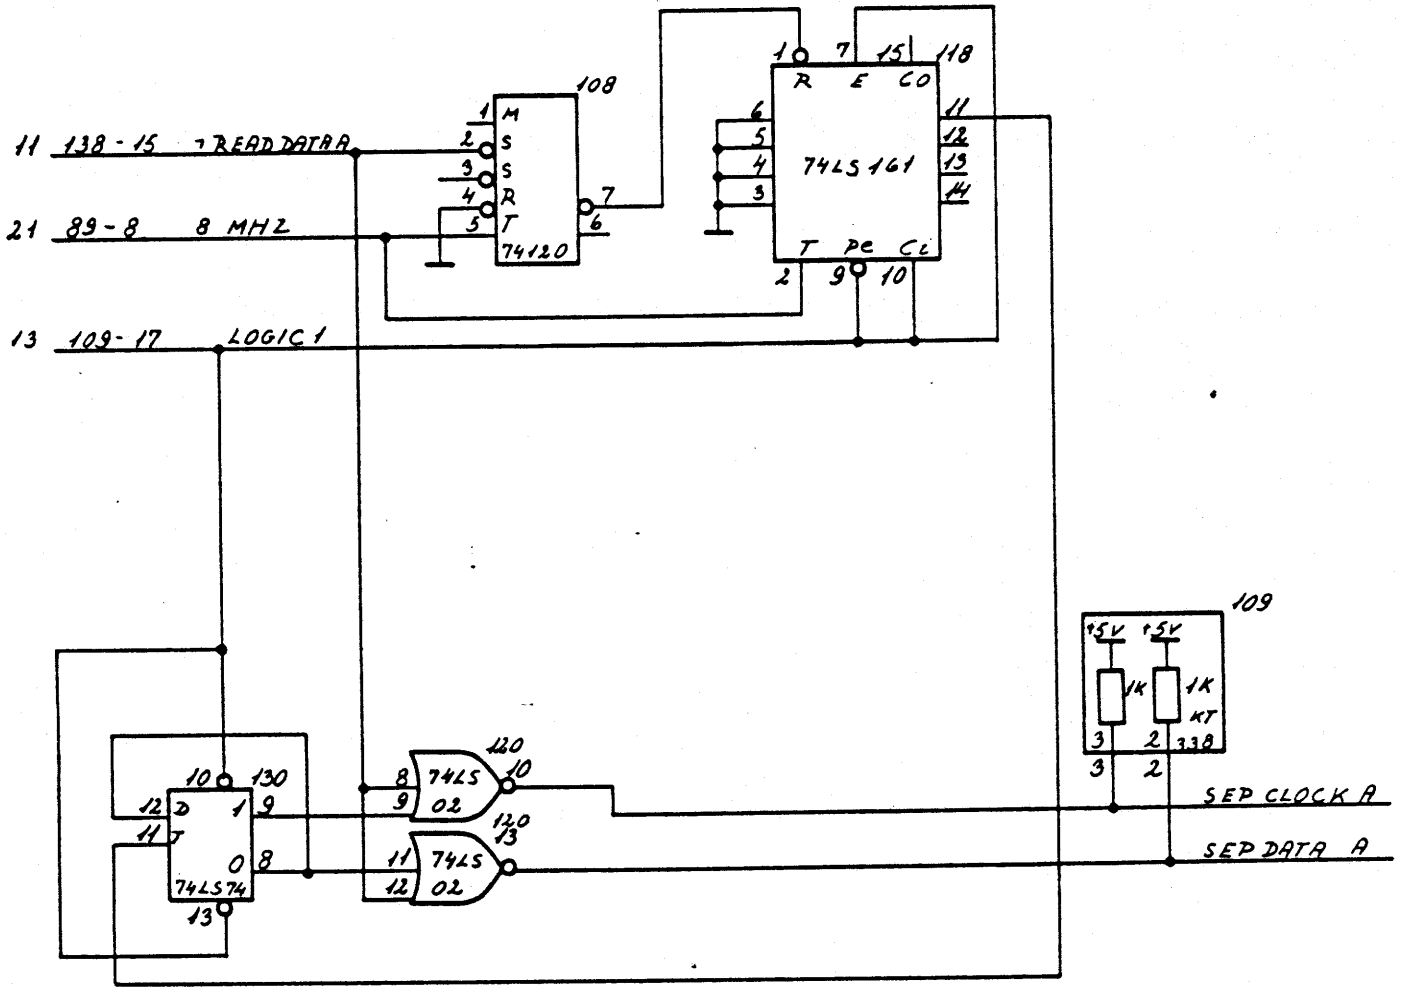 1 7 15 118
R E CO
108
1 M
6 11
11 138-15 ¬READ DATA A
2 S
5 12
3 S
4 74LS161 13
4 R
7
3 14
21 89-8 8 MHZ
5 T
6
74120
T PE CI
2 9 10
13 109-17 LOGIC 1
109
+5V +5V
1K 1K
KT
3 2 338
3 2
10 130
120
8 74LS 10
12 D 1 9
9 02
SEP CLOCK A
11 T
120
13
0 8
11 74LS
SEP DATA A
74LS74
12 02
13